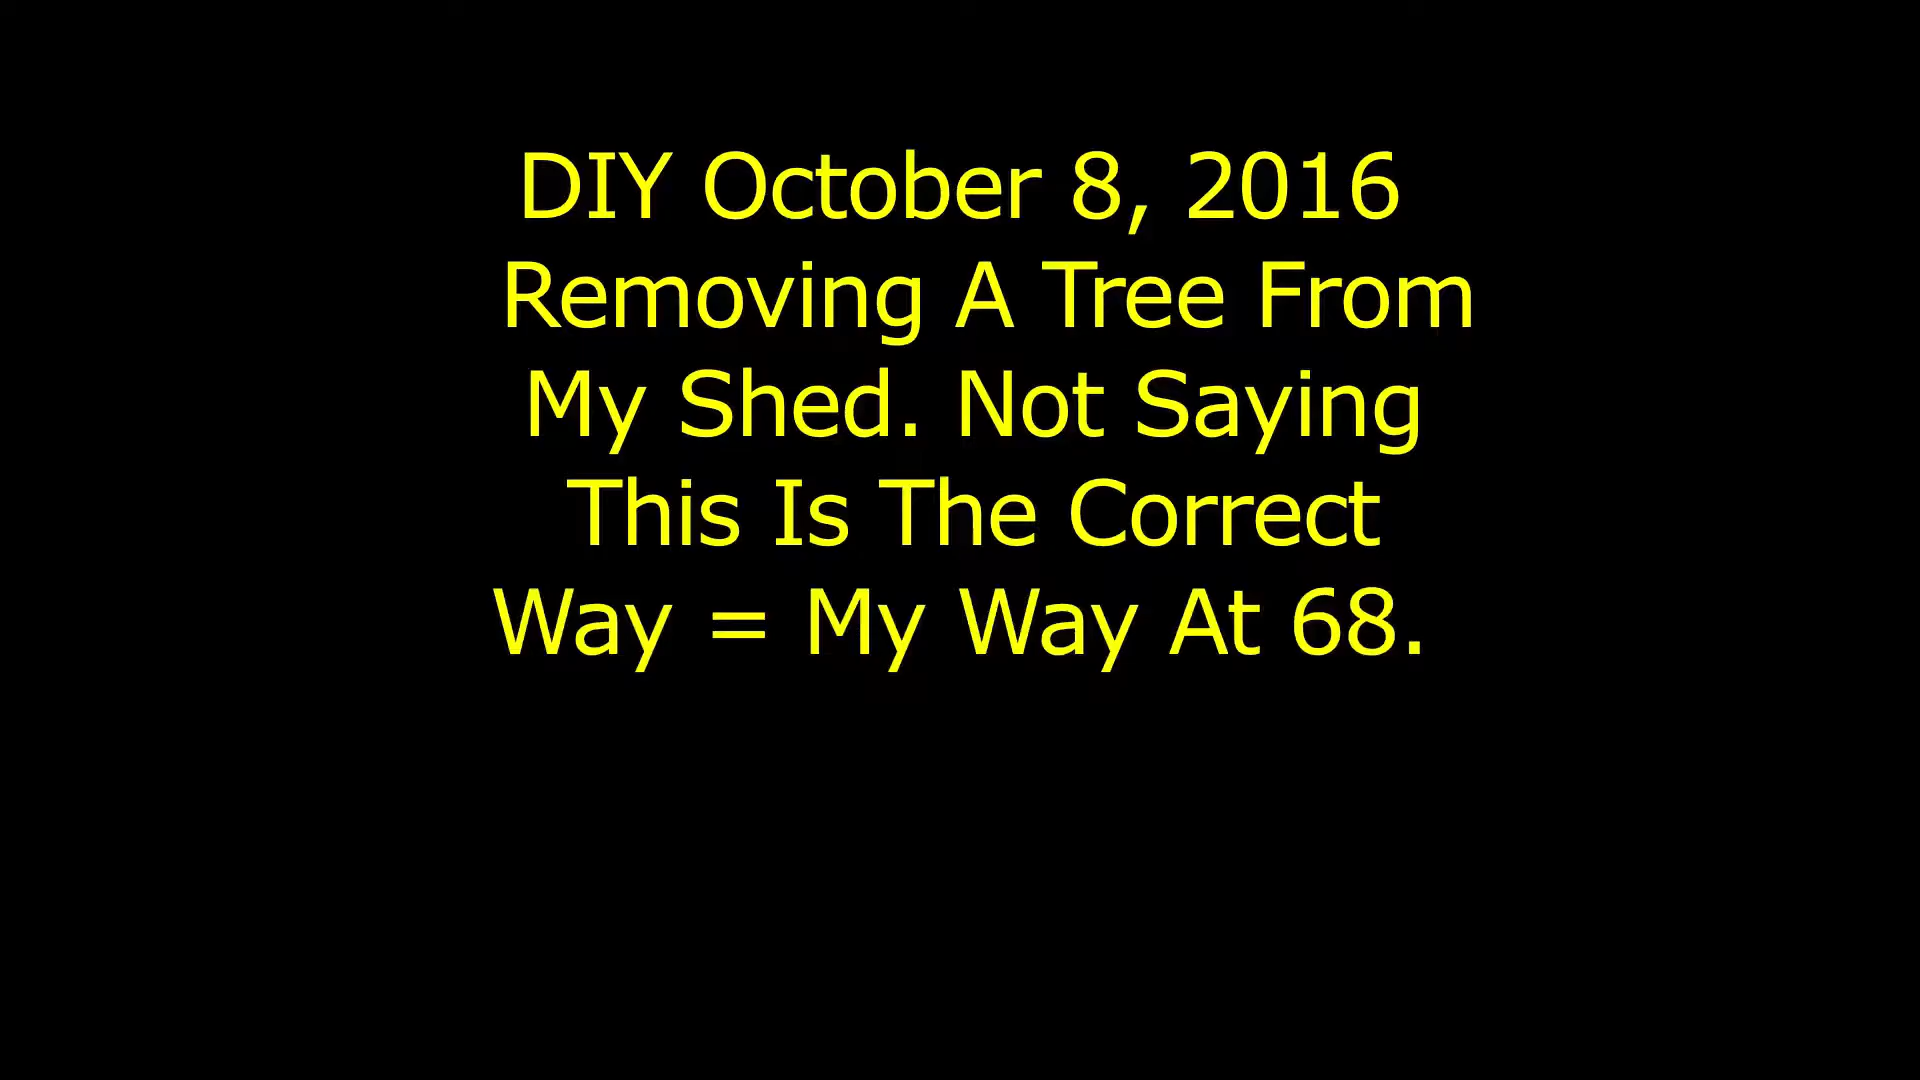 DIY October 8, 2016
Removing A Tree From
My Shed. Not Saying
This Is The Correct
Way = My Way At 68.